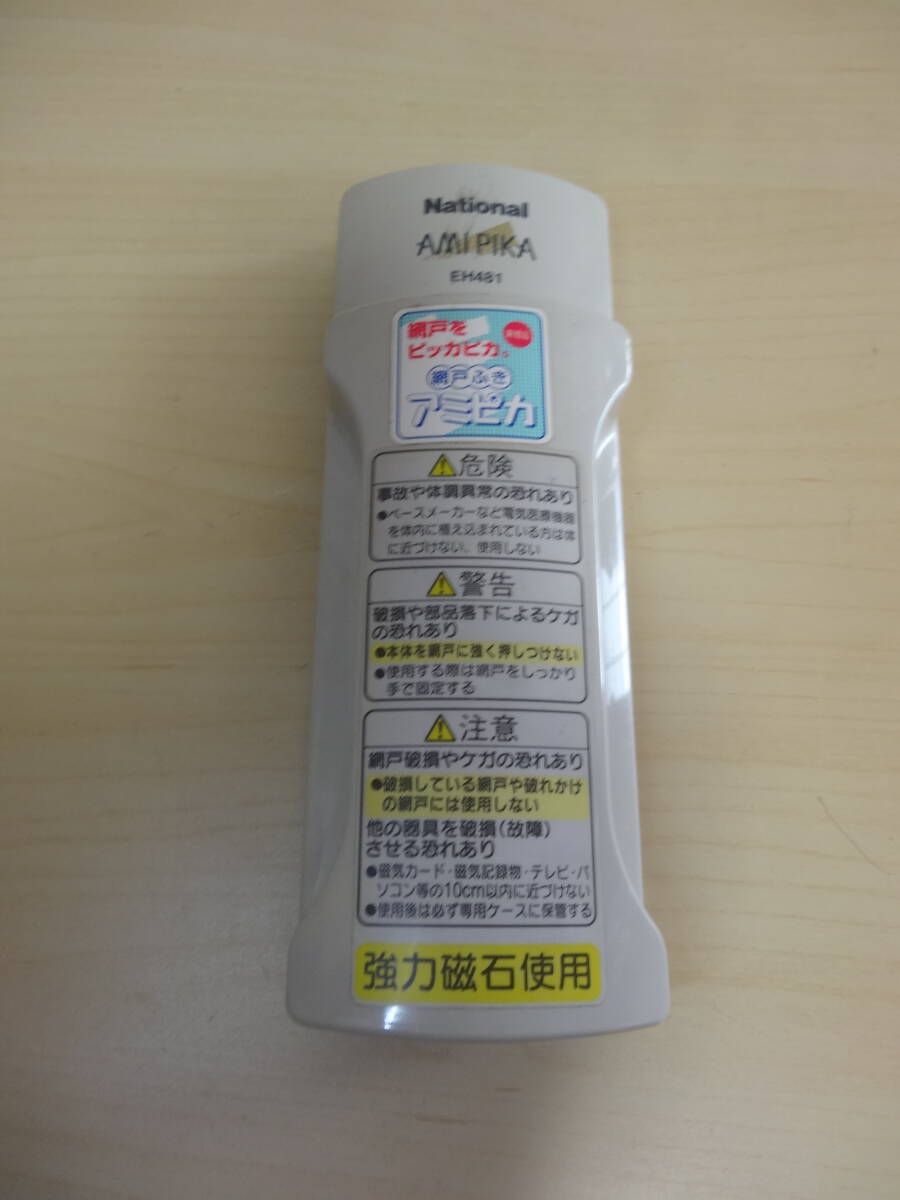 National
AMI PIKA
EH481
網戸を
ピッカピカ。
網戸ふき
アミピカ
⚠危険
事故や体調異常の恐れあり
●ペースメーカーなど電気医療機器
を体内に植え込まれている方は体
に近づけない、使用しない
⚠警告
破損や部品落下によるケガ
の恐れあり
●本体を網戸に強く押しつけない
●使用する際は網戸をしっかり
手で固定する
⚠注意
網戸破損やケガの恐れあり
●破損している網戸や破れかけ
の網戸には使用しない
他の器具を破損(故障)
させる恐れあり
●磁気カード・磁気記録物・テレビ・パ
ソコン等の10cm以内に近づけない
●使用後は必ず専用ケースに保管する
強力磁石使用